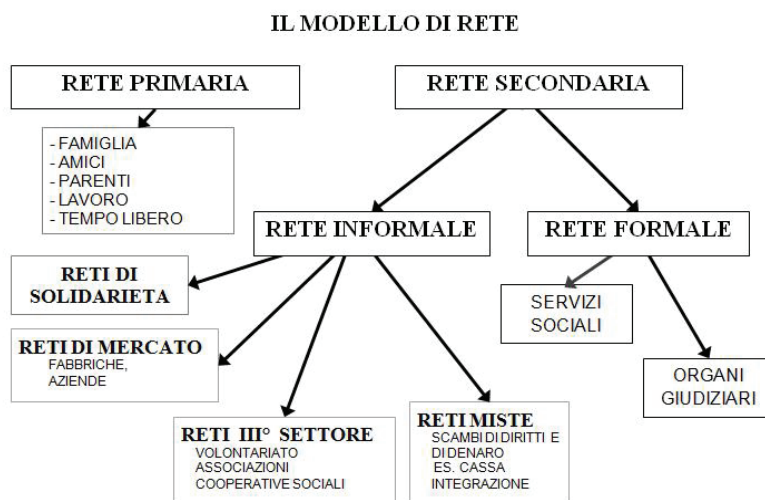 IL MODELLO DI RETE
RETE PRIMARIA
RETE SECONDARIA
- FAMIGLIA
- AMICI
- PARENTI
- LAVORO
- TEMPO LIBERO
RETE INFORMALE
RETE FORMALE
RETI DI
SOLIDARIETA
SERVIZI
SOCIALI
RETI DI MERCATO
FABBRICHE,
AZIENDE
ORGANI
GIUDIZIARI
RETI III° SETTORE
VOLONTARIATO
ASSOCIAZIONI
COOPERATIVE SOCIALI
RETI MISTE
SCAMBI DI DIRITTI E
DI DENARO
ES. CASSA
INTEGRAZIONE